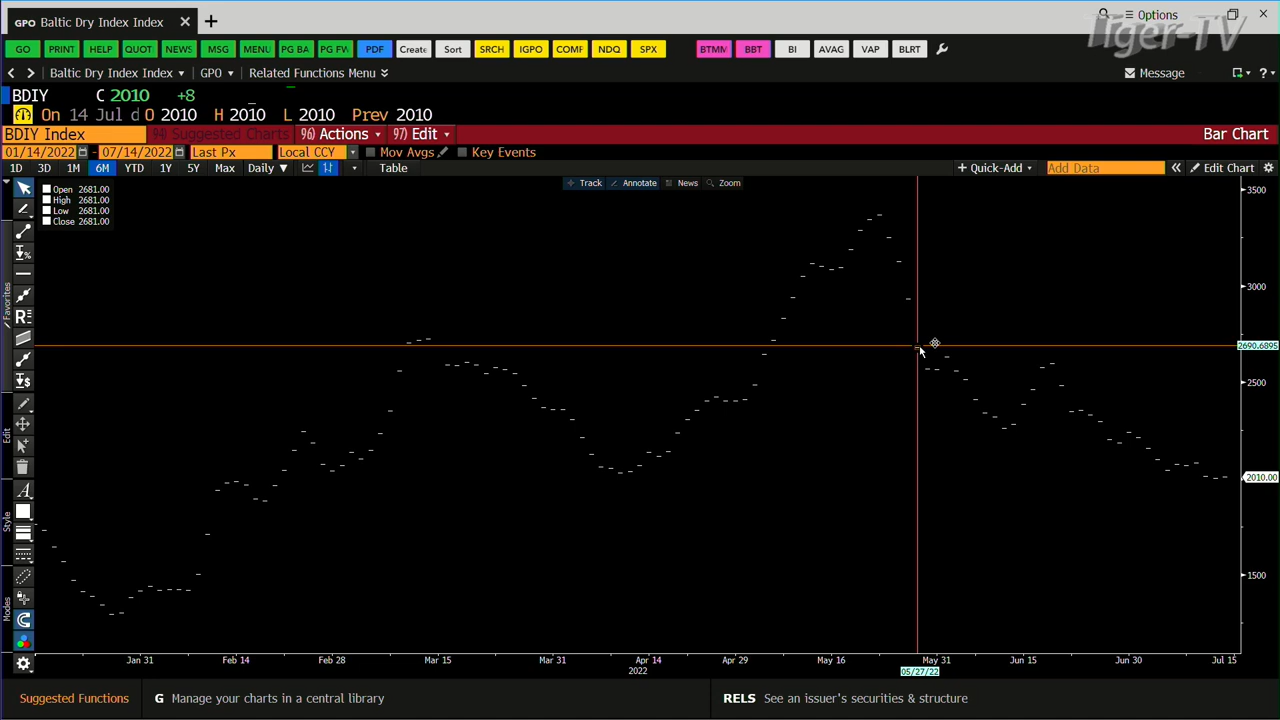 GPO Baltic Dry Index Index
Options
Tiger-TV
GO PRINT HELP QUOT NEWS MSG MENU PG BA PG FV PDF Create Sort SRCH IGPO COMF NDQ SPX BTMM BBT BI AVAG VAP BLRT
Baltic Dry Index Index GPO Related Functions Menu Message
BDIY C 2010 +8
On 14 Jul d O 2010 H 2010 L 2010 Prev 2010
BDIY Index 94) Suggested Charts 96) Actions 97) Edit Bar Chart
01/14/2022 - 07/14/2022 Last Px Local CCY Mov Avgs Key Events
1D 3D 1M 6M YTD 1Y 5Y Max Daily Table + Quick-Add Add Data Edit Chart
Track Annotate News Zoom
Open 2681.00
High 2681.00
Low 2681.00
Close 2681.00
Favorites
Edit
Style
Modes
3500
3000
2690.6895
2500
2010.00
1500
Jan 31 Feb 14 Feb 28 Mar 15 Mar 31 Apr 14 Apr 29 May 16 May 31 Jun 15 Jun 30 Jul 15
2022 05/27/22
Suggested Functions G Manage your charts in a central library RELS See an issuer's securities & structure